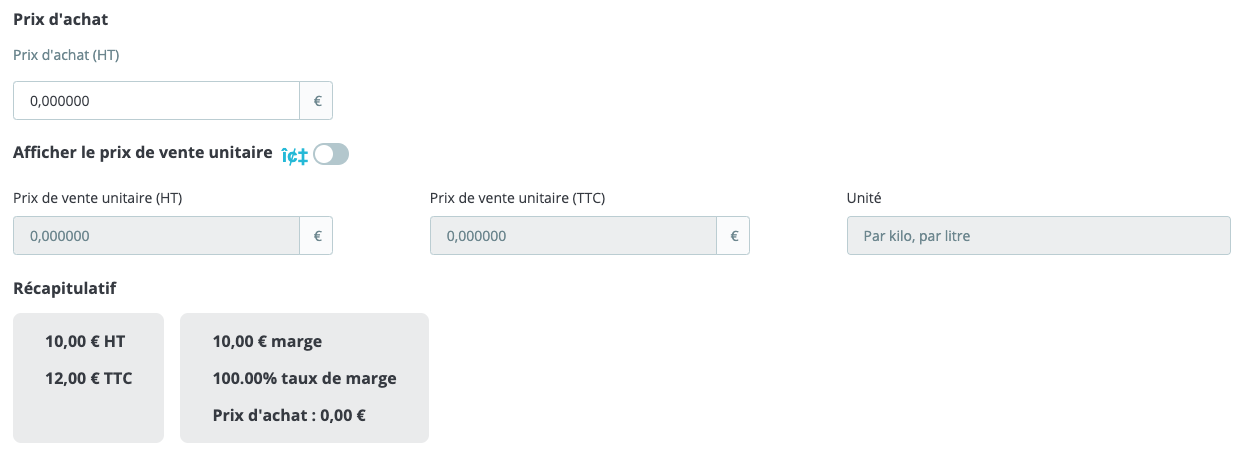 Prix d'achat
Prix d'achat (HT)
0,000000 €
Afficher le prix de vente unitaire î¢‡
Prix de vente unitaire (HT) Prix de vente unitaire (TTC) Unité
0,000000 € 0,000000 € Par kilo, par litre
Récapitulatif
10,00 € HT
12,00 € TTC
10,00 € marge
100.00% taux de marge
Prix d'achat : 0,00 €